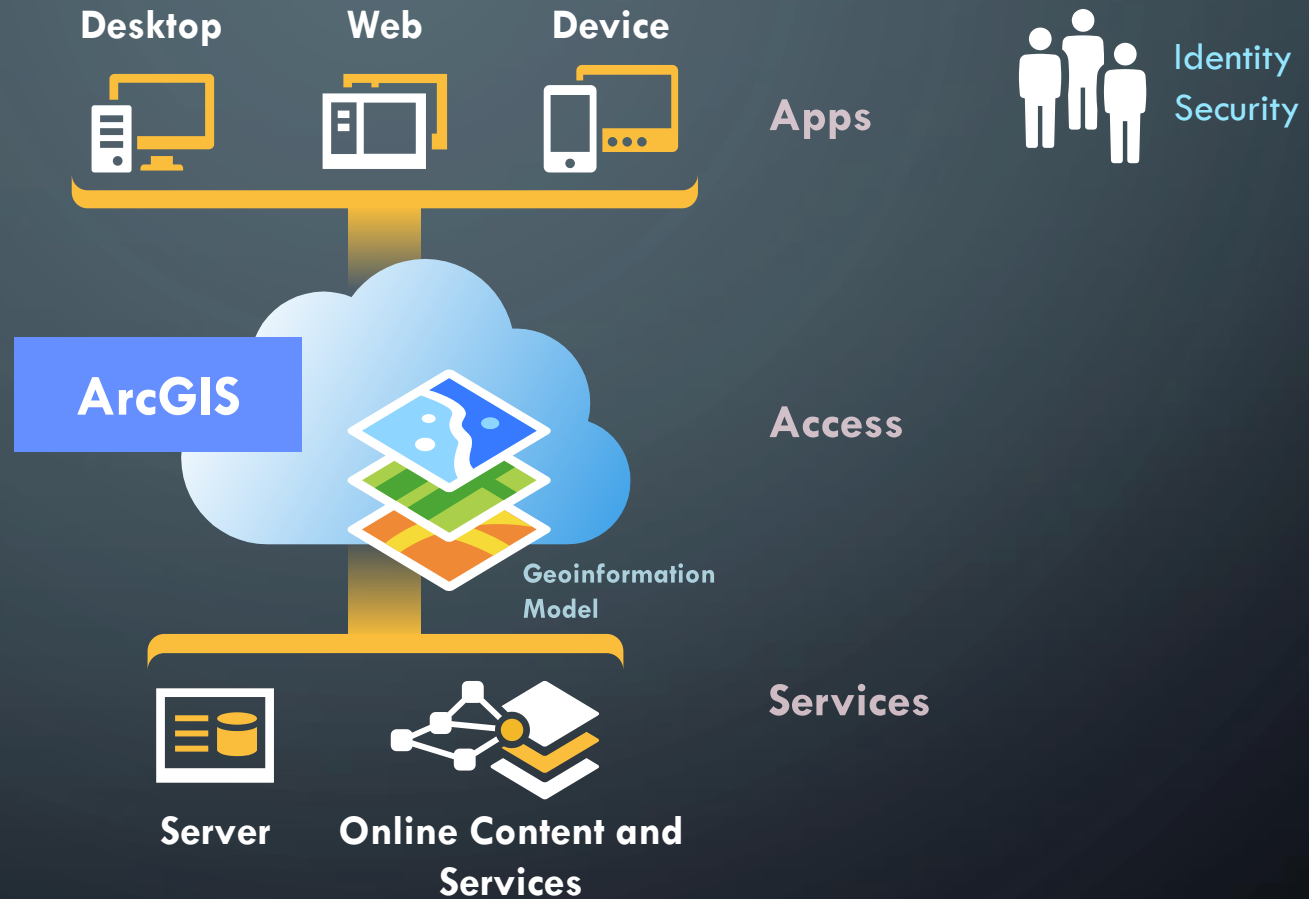 Desktop
Web
Device
Identity
Security
Apps
ArcGIS
Access
Geoinformation
Model
Services
Server
Online Content and
Services